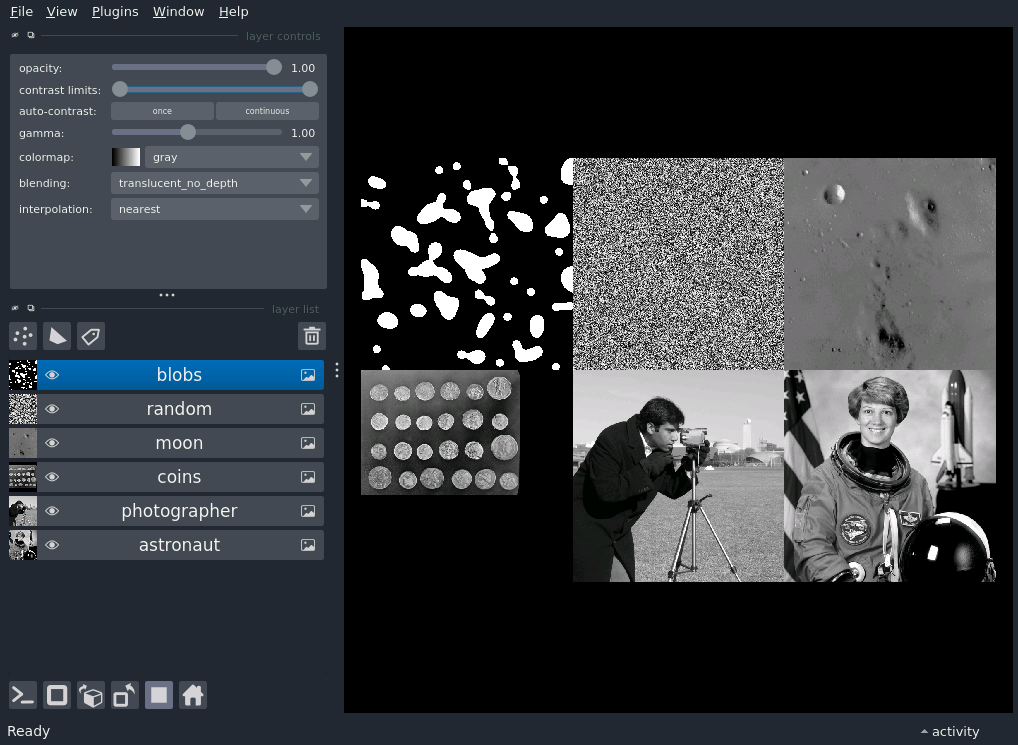 File View Plugins Window Help
layer controls
opacity: 1.00
contrast limits:
auto-contrast: once continuous
gamma: 1.00
colormap: gray
blending: translucent_no_depth
interpolation: nearest
layer list
blobs
random
moon
coins
photographer
astronaut
Ready
activity